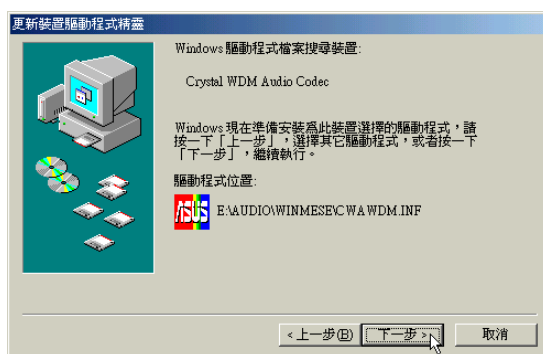 更新裝置驅動程式精靈
Windows 驅動程式檔案搜尋裝置:
Crystal WDM Audio Codec
Windows 現在準備安裝為此裝置選擇的驅動程式，請
按一下「上一步」，選擇其它驅動程式，或者按一下
「下一步」，繼續執行。
驅動程式位置:
ASUS E:\AUDIO\WINMESE\CWAWDM.INF
<上一步(B) 下一步> 取消